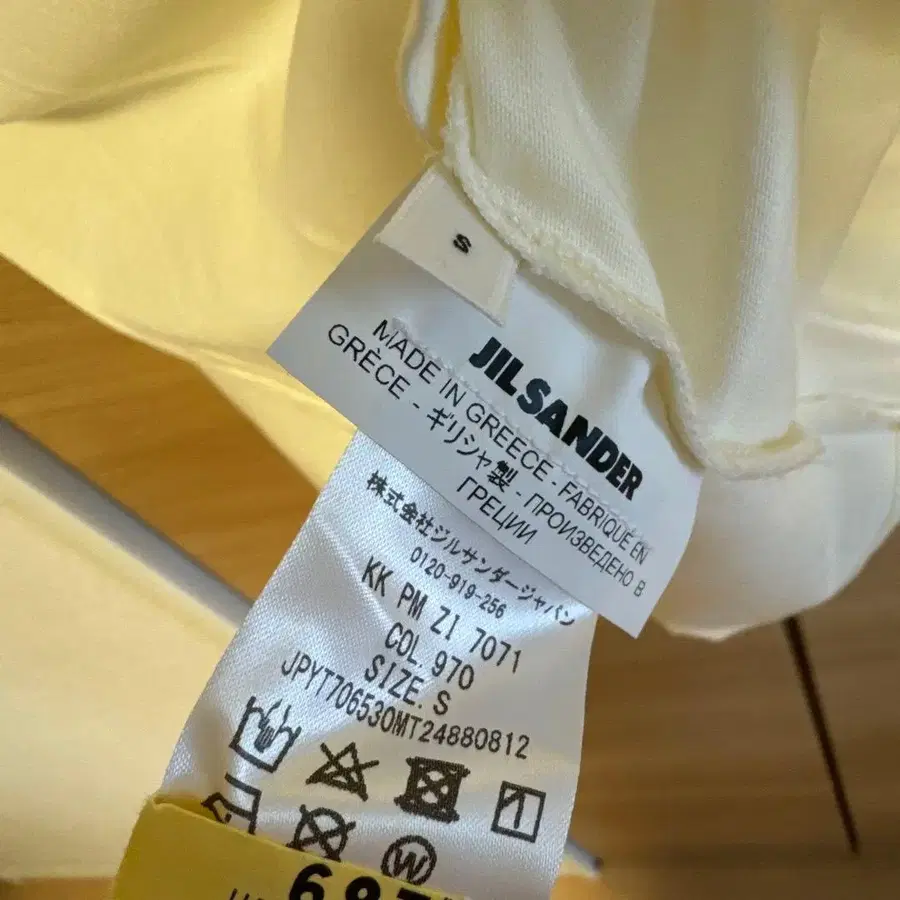 S
JIL SANDER
MADE IN GREECE - FABRIQUÉ EN
GRÈCE - ギリシャ製 - ПРОИЗВЕДЕНО В
ГРЕЦИИ
株式会社ジルサンダージャパン
0120-919-256
KK PM ZI 7071
COL. 970
SIZE. S
JPYT706530MT24880812
W